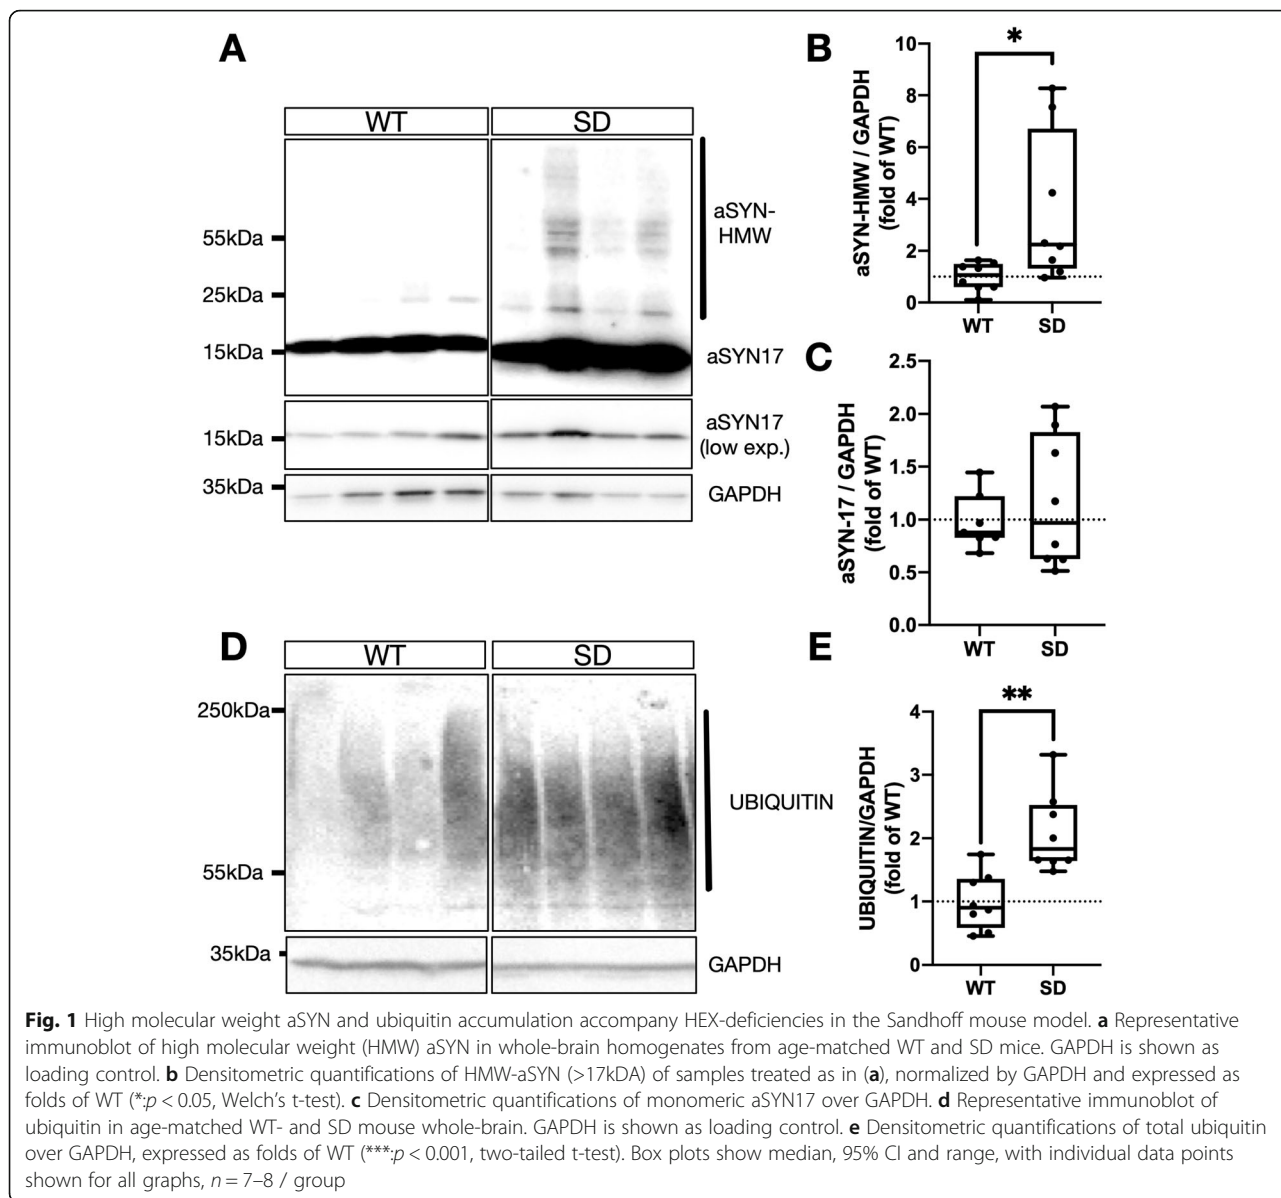 A
WT
SD
55kDa
25kDa
15kDa
aSYN-
HMW
aSYN17
15kDa
aSYN17
(low exp.)
35kDa
GAPDH
B
aSYN-HMW / GAPDH
(fold of WT)
10
8
6
4
2
0
*
WT
SD
C
aSYN-17 / GAPDH
(fold of WT)
2.5
2.0
1.5
1.0
0.5
0.0
WT
SD
D
WT
SD
250kDa
55kDa
UBIQUITIN
35kDa
GAPDH
E
UBIQUITIN/GAPDH
(fold of WT)
4
3
2
1
0
**
WT
SD
Fig. 1 High molecular weight aSYN and ubiquitin accumulation accompany HEX-deficiencies in the Sandhoff mouse model. a Representative
immunoblot of high molecular weight (HMW) aSYN in whole-brain homogenates from age-matched WT and SD mice. GAPDH is shown as
loading control. b Densitometric quantifications of HMW-aSYN (>17kDA) of samples treated as in (a), normalized by GAPDH and expressed as
folds of WT (*:p < 0.05, Welch's t-test). c Densitometric quantifications of monomeric aSYN17 over GAPDH. d Representative immunoblot of
ubiquitin in age-matched WT- and SD mouse whole-brain. GAPDH is shown as loading control. e Densitometric quantifications of total ubiquitin
over GAPDH, expressed as folds of WT (***:p < 0.001, two-tailed t-test). Box plots show median, 95% CI and range, with individual data points
shown for all graphs, n = 7–8 / group